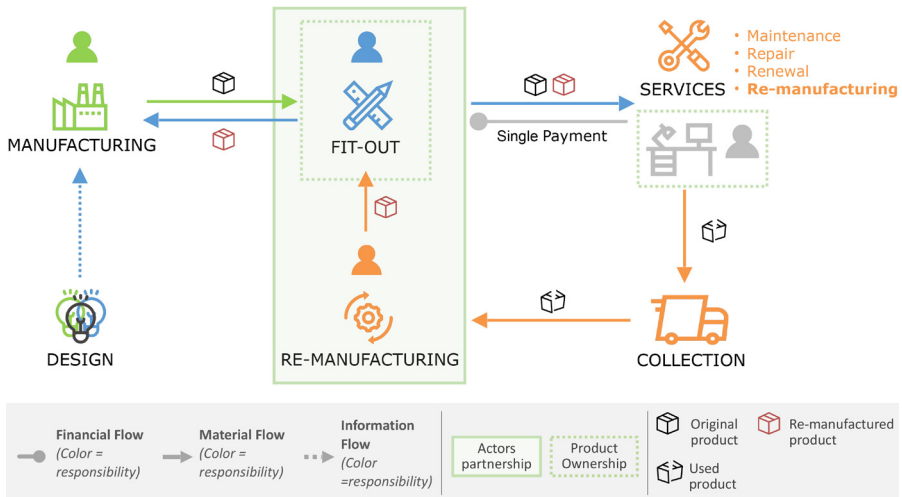 • Maintenance
• Repair
• Renewal
• Re-manufacturing
SERVICES
MANUFACTURING
FIT-OUT
Single Payment
DESIGN
RE-MANUFACTURING
COLLECTION
Financial Flow
(Color =
responsibility)
Material Flow
(Color =
responsibility)
Information
Flow
(Color
=responsibility)
Actors
partnership
Product
Ownership
Original
product
Re-manufactured
product
Used
product